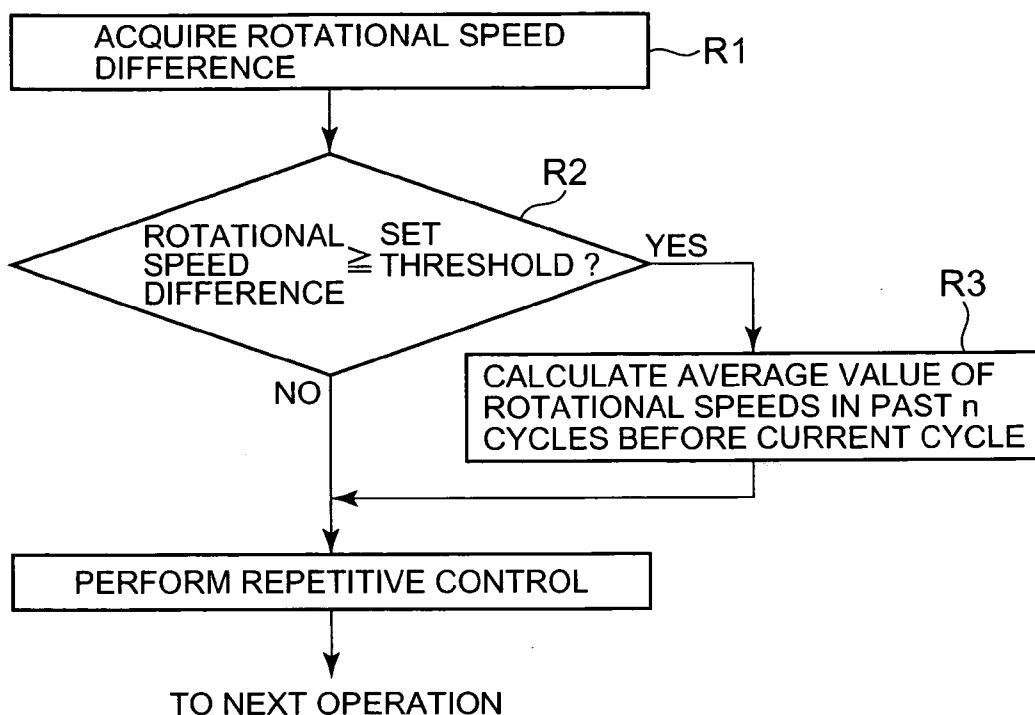 ACQUIRE ROTATIONAL SPEED
DIFFERENCE
R1
R2
ROTATIONAL
SPEED
DIFFERENCE
≧
SET
THRESHOLD ?
YES
NO
R3
CALCULATE AVERAGE VALUE OF
ROTATIONAL SPEEDS IN PAST n
CYCLES BEFORE CURRENT CYCLE
PERFORM REPETITIVE CONTROL
TO NEXT OPERATION